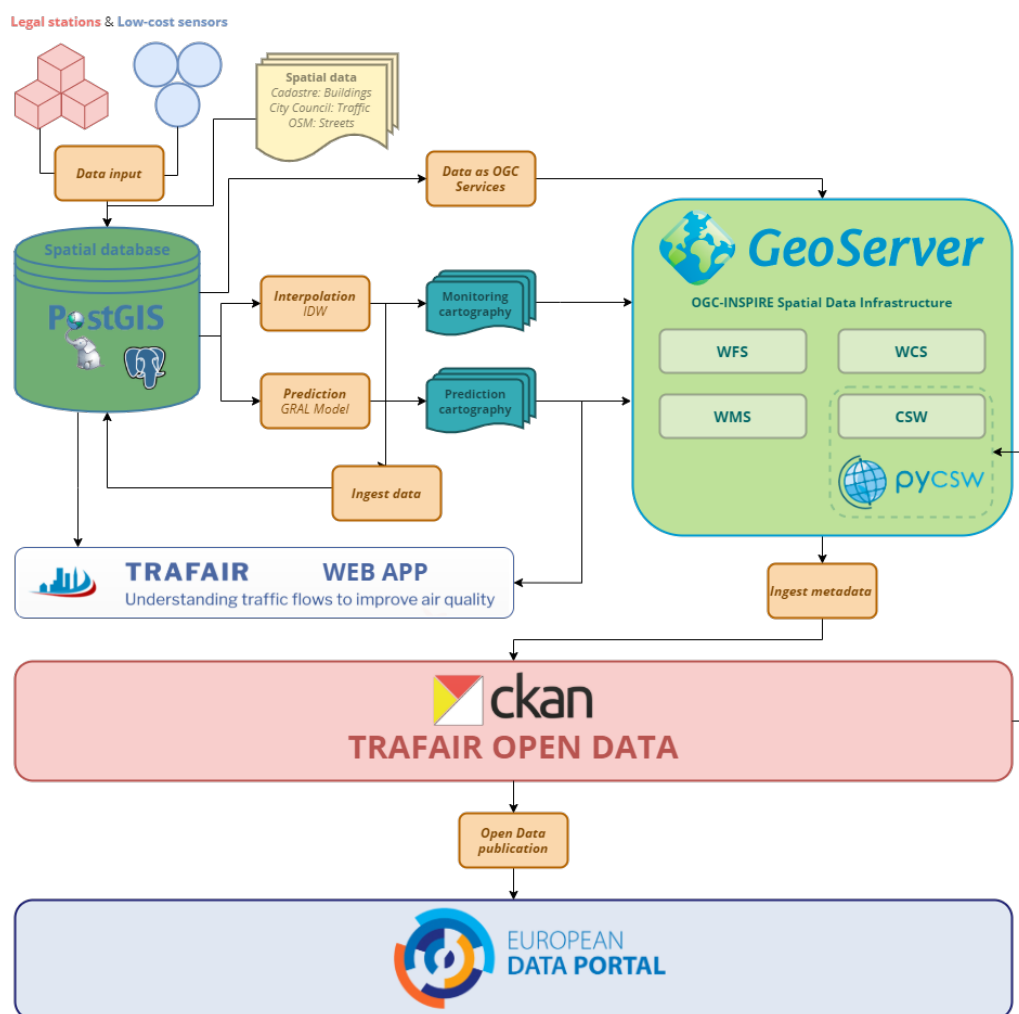 Legal stations & Low-cost sensors
Spatial data
Cadastre: Buildings
City Council: Traffic
OSM: Streets
Data input
Data as OGC
Services
Spatial database
PostGIS
Interpolation
IDW
Monitoring
cartography
Prediction
GRAL Model
Prediction
cartography
Ingest data
GeoServer
OGC-INSPIRE Spatial Data Infrastructure
WFS
WCS
WMS
CSW
pycsw
TRAFAIR WEB APP
Understanding traffic flows to improve air quality
Ingest metadata
ckan
TRAFAIR OPEN DATA
Open Data
publication
EUROPEAN
DATA PORTAL